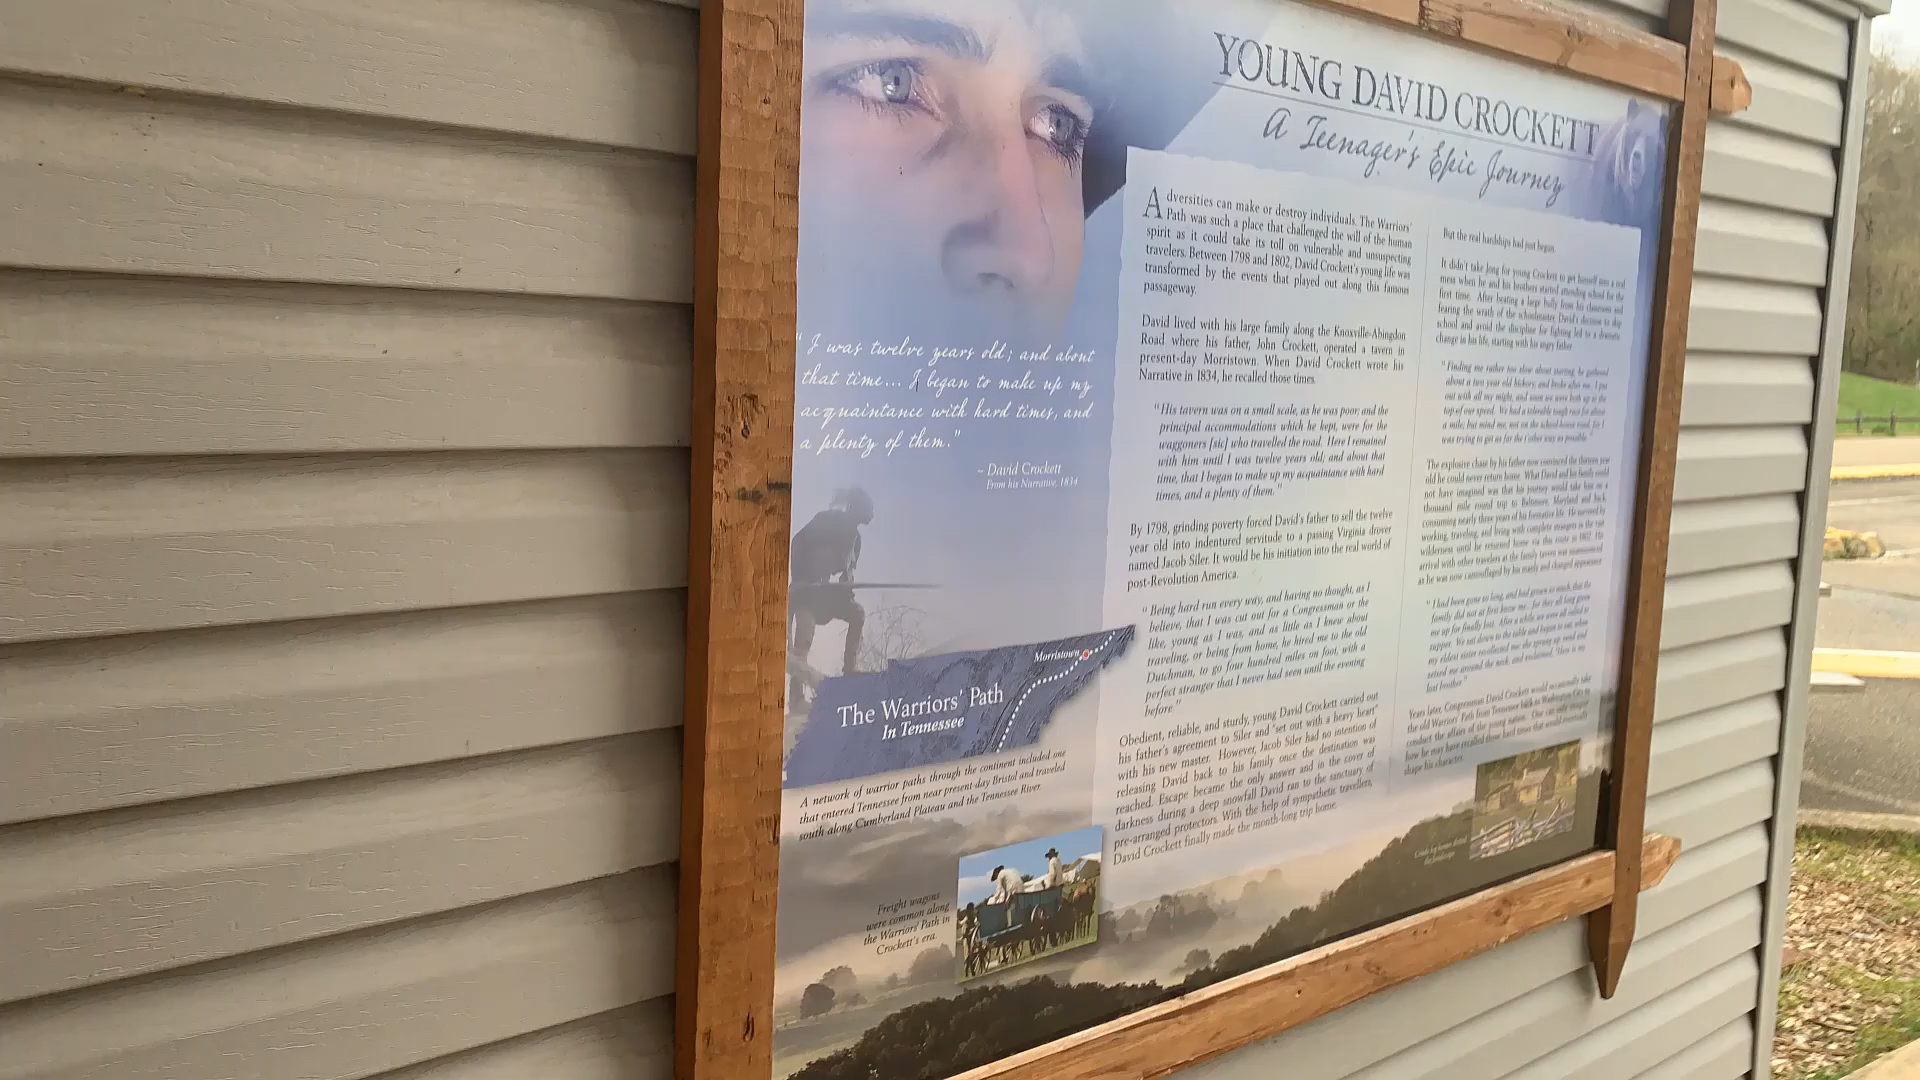 YOUNG DAVID CROCKETT
A Teenager's Epic Journey
"I was twelve years old; and about
that time... I began to make up my
acquaintance with hard times, and
a plenty of them."
~ David Crockett
From his Narrative, 1834
Morristown
The Warriors' Path
In Tennessee
A network of warrior paths through the continent included one
that entered Tennessee from near present-day Bristol and traveled
south along Cumberland Plateau and the Tennessee River.
Freight wagons
were common along
the Warriors' Path in
Crockett's era.
Adversities can make or destroy individuals. The Warriors'
Path was such a place that challenged the will of the human
spirit as it could take its toll on vulnerable and unsuspecting
travelers. Between 1798 and 1802, David Crockett's young life was
transformed by the events that played out along this famous
passageway.
David lived with his large family along the Knoxville-Abingdon
Road where his father, John Crockett, operated a tavern in
present-day Morristown. When David Crockett wrote his
Narrative in 1834, he recalled those times.
"His tavern was on a small scale, as he was poor; and the
principal accommodations which he kept, were for the
waggoners [sic] who travelled the road. Here I remained
with him until I was twelve years old; and about that
time, that I began to make up my acquaintance with hard
times, and a plenty of them."
By 1798, grinding poverty forced David's father to sell the twelve
year old into indentured servitude to a passing Virginia drover
named Jacob Siler. It would be his initiation into the real world of
post-Revolution America.
"Being hard run every way, and having no thought, as I
believe, that I was cut out for a Congressman or the
like, young as I was, and as little as I knew about
traveling, or being from home, he hired me to the old
Dutchman, to go four hundred miles on foot, with a
perfect stranger that I never had seen until the evening
before."
Obedient, reliable, and sturdy, young David Crockett carried out
his father's agreement to Siler and "set out with a heavy heart"
with his new master. However, Jacob Siler had no intention of
releasing David back to his family once the destination was
reached. Escape became the only answer and in the cover of
darkness during a deep snowfall David ran to the sanctuary of
pre-arranged protectors. With the help of sympathetic travellers,
David Crockett finally made the month-long trip home.
But the real hardships had just begun.
It didn't take long for young Crockett to get himself into a real
mess when he and his brothers started attending school for the
first time. After beating a large bully from his classroom and
fearing the wrath of the schoolmaster, David's decision to skip
school and avoid the discipline for fighting led to a dramatic
change in his life, starting with his angry father.
"Finding me rather too slow about starting, he gathered
about a two year old hickory, and broke after me. I put
out with all my might, and soon we were both up to the
top of our speed. We had a tolerable tough race for about
a mile; but mind me, not on the school-house road, for I
was trying to get as far the t'other way as possible."
The explosive chase by his father now convinced the thirteen year
old he could never return home. What David and his family could
not have imagined was that his journey would take him on a
thousand mile round trip to Baltimore, Maryland and back,
consuming nearly three years of his formative life. He survived by
working, traveling, and living with complete strangers in the vast
wilderness until he returned home via this route in 1802. His
arrival with other travelers at the family tavern was unannounced
as he was now camouflaged by his manly and changed appearance.
"I had been gone so long, and had grown so much, that the
family did not at first know me...for they all long given
me up for finally lost. After a while, we were all called to
supper. We sat down to the table and began to eat, when
my eldest sister recollected me: she sprung up, ran and
seized me around the neck, and exclaimed, 'Here is my
lost brother.'"
Years later, Congressman David Crockett would occasionally take
the old Warriors' Path from Tennessee back to Washington City to
conduct the affairs of the young nation. One can only imagine
how he may have recalled those hard times that would eventually
shape his character.
Crude log homes dotted
the landscape.